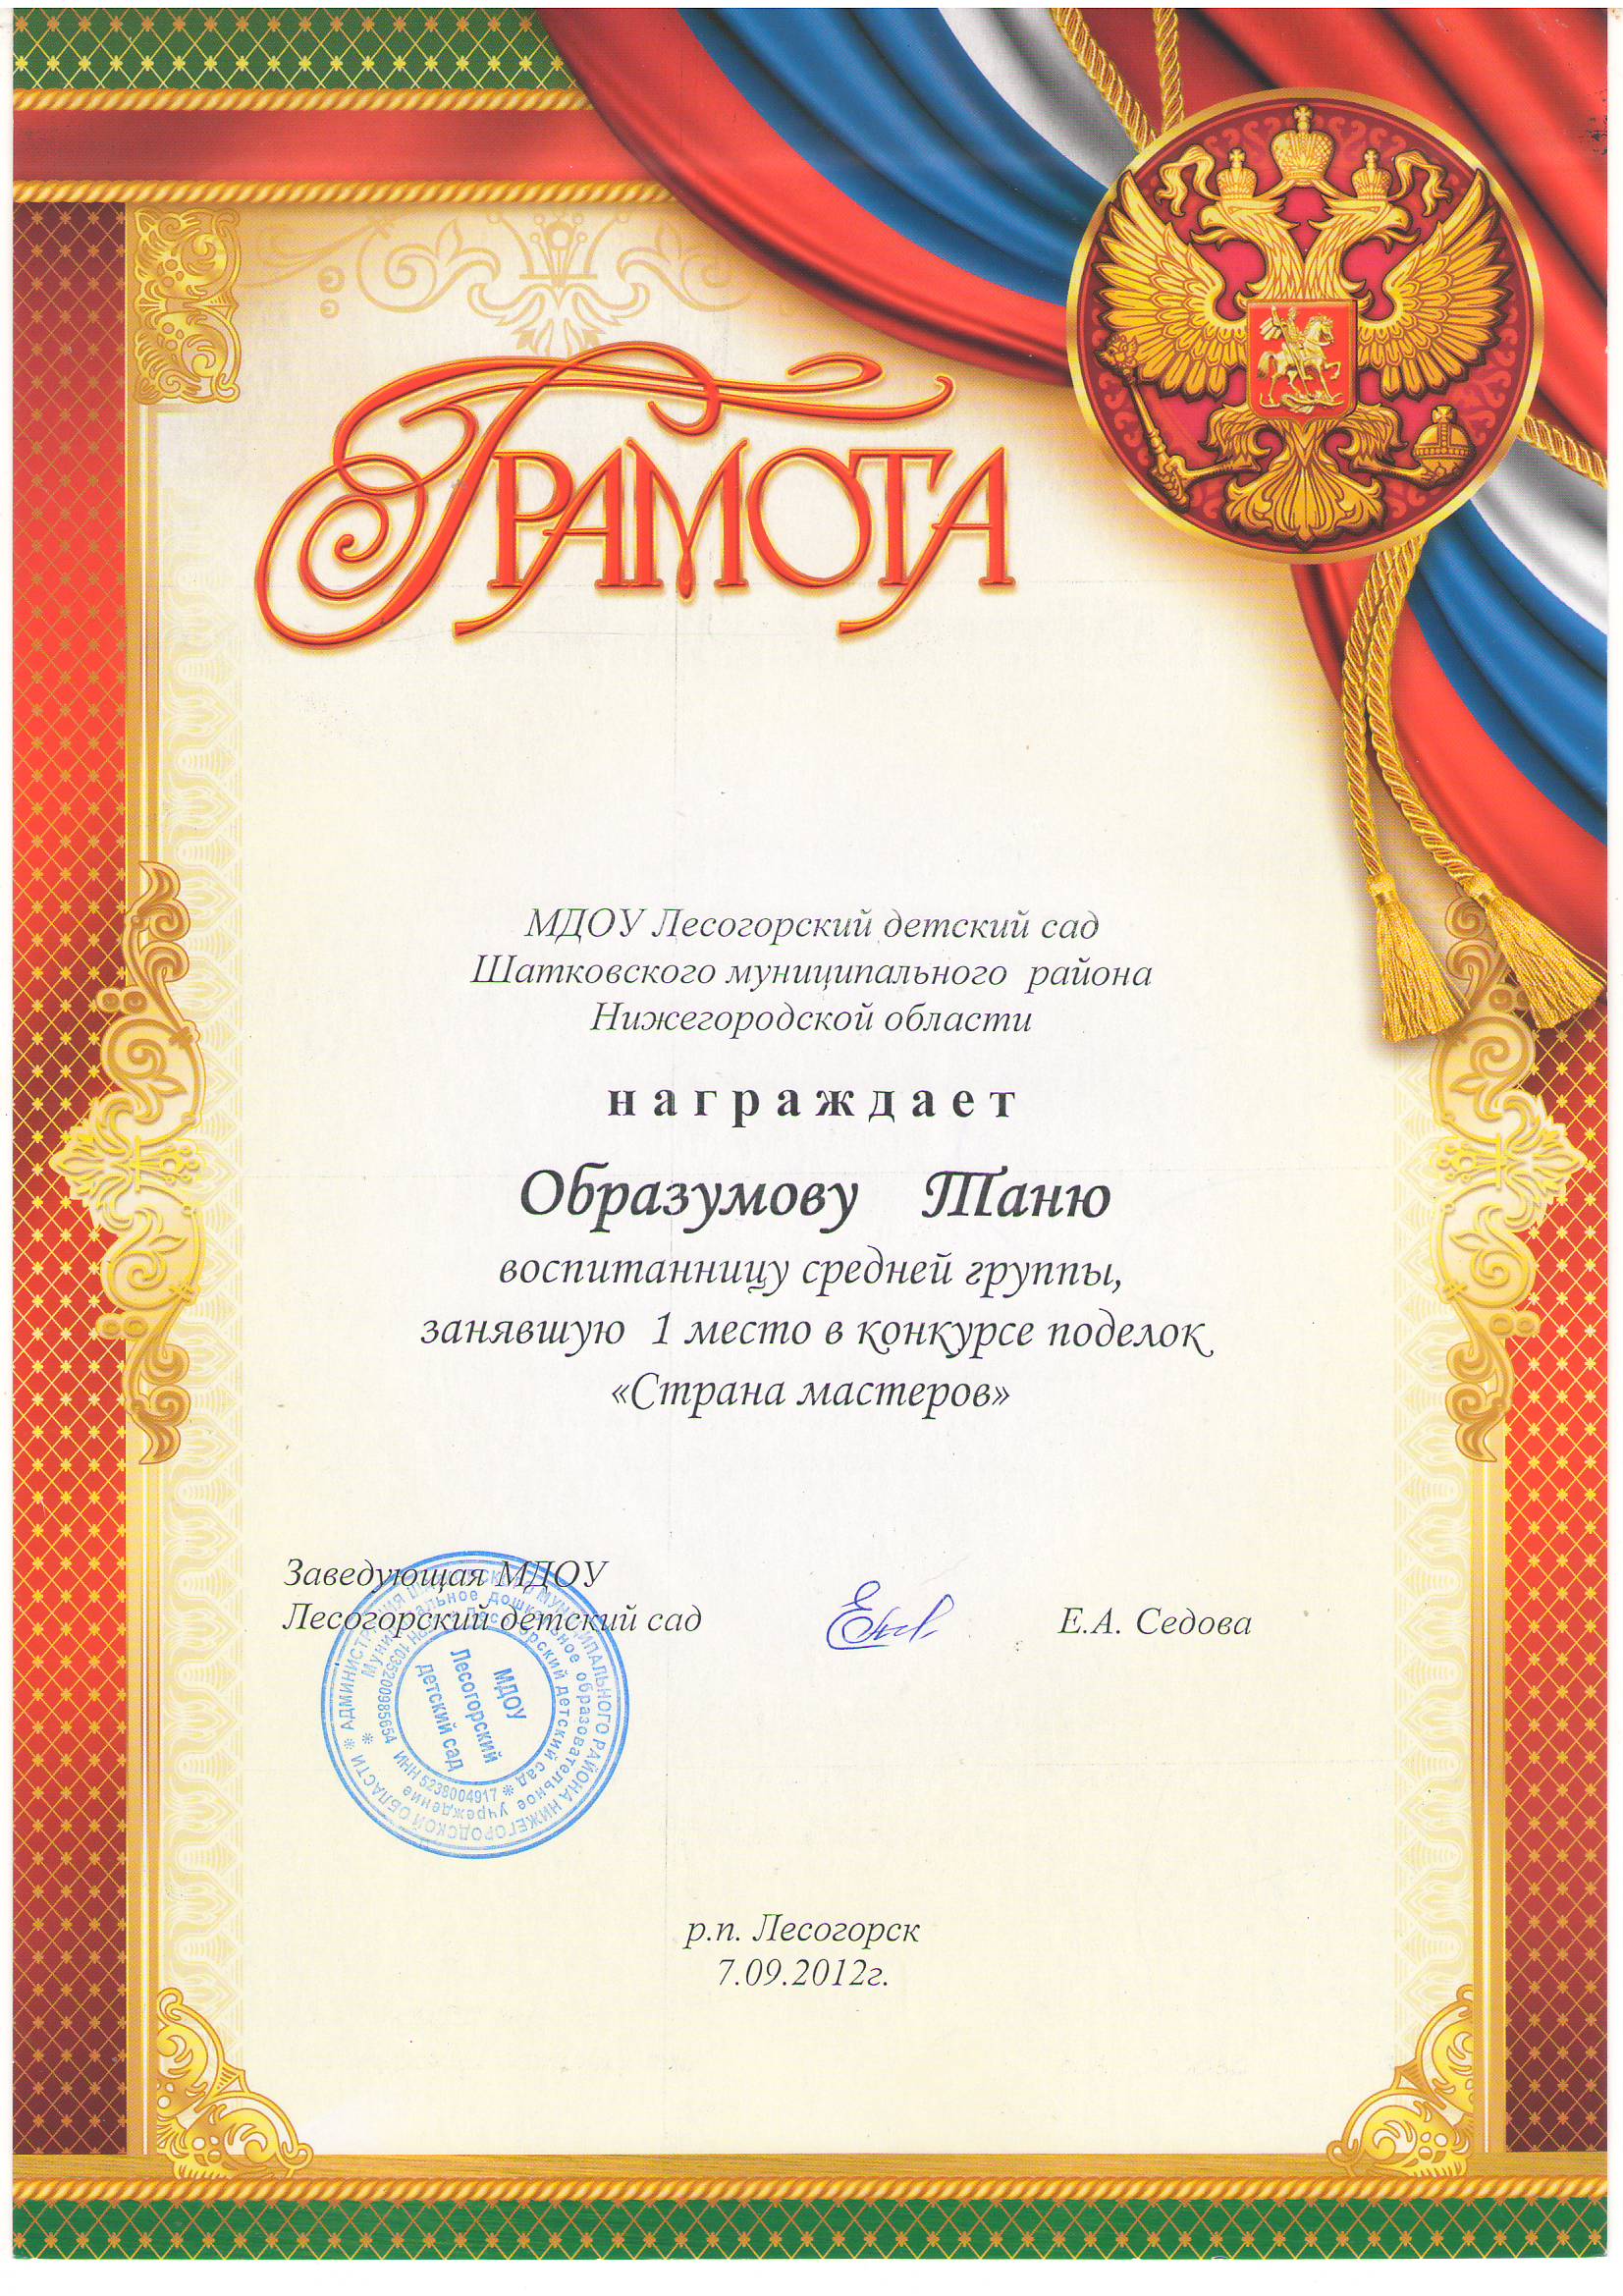 Грамота
МДОУ Лесогорский детский сад
Шатковского муниципального района
Нижегородской области
награждает
Образумову Таню
воспитанницу средней группы,
занявшую 1 место в конкурсе поделок
«Страна мастеров»
Заведующая МДОУ
Лесогорский детский сад
Е.А. Седова
АДМИНИСТРАЦИЯ ШАТКОВСКОГО МУНИЦИПАЛЬНОГО РАЙОНА НИЖЕГОРОДСКОЙ ОБЛАСТИ
Муниципальное дошкольное образовательное учреждение
Лесогорский детский сад
ИНН 5238004917
МДОУ
Лесогорский
детский сад
р.п. Лесогорск
7.09.2012г.